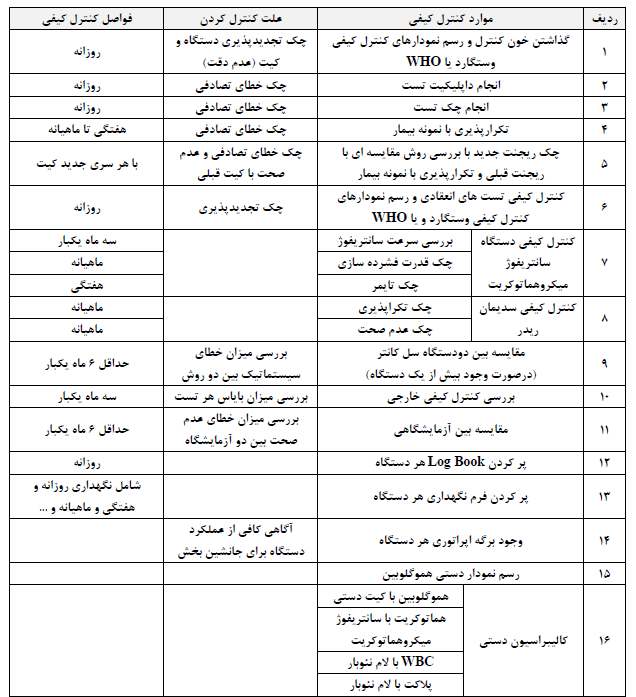 ردیف موارد کنترل کیفی علت کنترل کردن فواصل کنترل کیفی
۱ گذاشتن خون کنترل و رسم نمودارهای کنترل کیفی چک تجدیدپذیری دستگاه و روزانه
وستگارد یا WHO کیت (عدم دقت)
۲ انجام داپلیکیت تست چک خطای تصادفی روزانه
۳ انجام چک تست چک خطای تصادفی روزانه
۴ تکرارپذیری با نمونه بیمار چک خطای تصادفی هفتگی تا ماهیانه
۵ چک ریجنت جدید با بررسی روش مقایسه ای با چک خطای تصادفی و عدم با هر سری جدید کیت
ریجنت قبلی و تکرارپذیری با نمونه بیمار صحت با کیت قبلی
۶ کنترل کیفی تست های انعقادی و رسم نمودارهای چک تجدیدپذیری روزانه
کنترل کیفی وستگارد و یا WHO
۷ کنترل کیفی دستگاه بررسی سرعت سانتریفوژ سه ماه یکبار
سانتریفوژ چک قدرت فشرده سازی ماهیانه
میکروهماتوکریت چک تایمر هفتگی
۸ کنترل کیفی سدیمان چک تکراپذیری ماهیانه
ریدر چک عدم صحت ماهیانه
۹ مقایسه بین دودستگاه سل کانتر بررسی میزان خطای حداقل ۶ ماه یکبار
(درصورت وجود بیش از یک دستگاه) سیستماتیک بین دو روش
۱۰ بررسی کنترل کیفی خارجی بررسی میزان بایاس هر تست سه ماه یکبار
۱۱ مقایسه بین آزمایشگاهی بررسی میزان خطای عدم حداقل ۶ ماه یکبار
صحت بین دو آزمایشگاه
۱۲ پر کردن Log Book هر دستگاه روزانه
۱۳ پر کردن فرم نگهداری هر دستگاه شامل نگهداری روزانه و
هفتگی و ماهیانه و ...
۱۴ وجود برگه اپراتوری هر دستگاه آگاهی کافی از عملکرد
دستگاه برای جانشین بخش
۱۵ رسم نمودار دستی هموگلوبین
۱۶ کالیبراسیون دستی هموگلوبین با کیت دستی
هماتوکریت با سانتریفوژ
میکروهماتوکریت
WBC با لام نئوبار
پلاکت با لام نئوبار